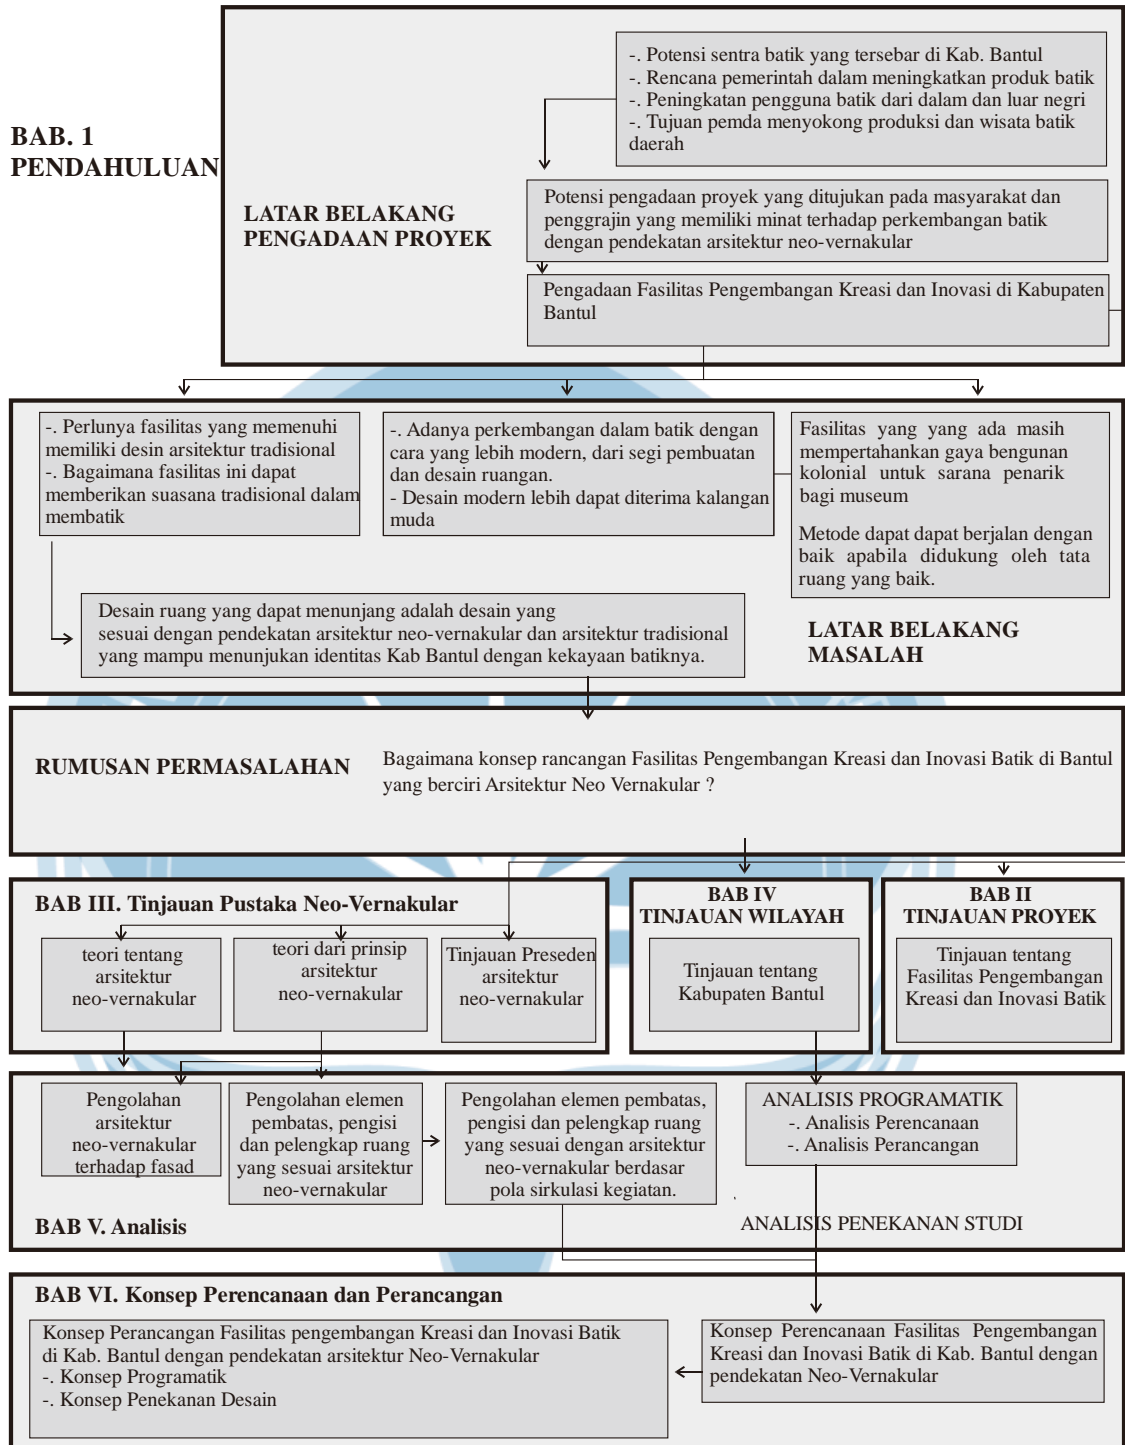 BAB. 1
PENDAHULUAN
-. Potensi sentra batik yang tersebar di Kab. Bantul
-. Rencana pemerintah dalam meningkatkan produk batik
-. Peningkatan pengguna batik dari dalam dan luar negri
-. Tujuan pemda menyokong produksi dan wisata batik
daerah
LATAR BELAKANG
PENGADAAN PROYEK
Potensi pengadaan proyek yang ditujukan pada masyarakat dan
penggrajin yang memiliki minat terhadap perkembangan batik
dengan pendekatan arsitektur neo-vernakular
Pengadaan Fasilitas Pengembangan Kreasi dan Inovasi di Kabupaten
Bantul
-. Perlunya fasilitas yang memenuhi
memiliki desin arsitektur tradisional
-. Bagaimana fasilitas ini dapat
memberikan suasana tradisional dalam
membatik
-. Adanya perkembangan dalam batik dengan
cara yang lebih modern, dari segi pembuatan
dan desain ruangan.
- Desain modern lebih dapat diterima kalangan
muda
Fasilitas yang yang ada masih
mempertahankan gaya bengunan
kolonial untuk sarana penarik
bagi museum
Metode dapat dapat berjalan dengan
baik apabila didukung oleh tata
ruang yang baik.
Desain ruang yang dapat menunjang adalah desain yang
sesuai dengan pendekatan arsitektur neo-vernakular dan arsitektur tradisional
yang mampu menunjukan identitas Kab Bantul dengan kekayaan batiknya.
LATAR BELAKANG
MASALAH
RUMUSAN PERMASALAHAN
Bagaimana konsep rancangan Fasilitas Pengembangan Kreasi dan Inovasi Batik di Bantul
yang berciri Arsitektur Neo Vernakular ?
BAB III. Tinjauan Pustaka Neo-Vernakular
teori tentang
arsitektur
neo-vernakular
teori dari prinsip
arsitektur
neo-vernakular
Tinjauan Preseden
arsitektur
neo-vernakular
BAB IV
TINJAUAN WILAYAH
Tinjauan tentang
Kabupaten Bantul
BAB II
TINJAUAN PROYEK
Tinjauan tentang
Fasilitas Pengembangan
Kreasi dan Inovasi Batik
Pengolahan
arsitektur
neo-vernakular
terhadap fasad
Pengolahan elemen
pembatas, pengisi
dan pelengkap ruang
yang sesuai arsitektur
neo-vernakular
Pengolahan elemen pembatas,
pengisi dan pelengkap ruang
yang sesuai dengan arsitektur
neo-vernakular berdasar
pola sirkulasi kegiatan.
ANALISIS PROGRAMATIK
-. Analisis Perencanaan
-. Analisis Perancangan
BAB V. Analisis
ANALISIS PENEKANAN STUDI
BAB VI. Konsep Perencanaan dan Perancangan
Konsep Perancangan Fasilitas pengembangan Kreasi dan Inovasi Batik
di Kab. Bantul dengan pendekatan arsitektur Neo-Vernakular
-. Konsep Programatik
-. Konsep Penekanan Desain
Konsep Perencanaan Fasilitas Pengembangan
Kreasi dan Inovasi Batik di Kab. Bantul dengan
pendekatan Neo-Vernakular